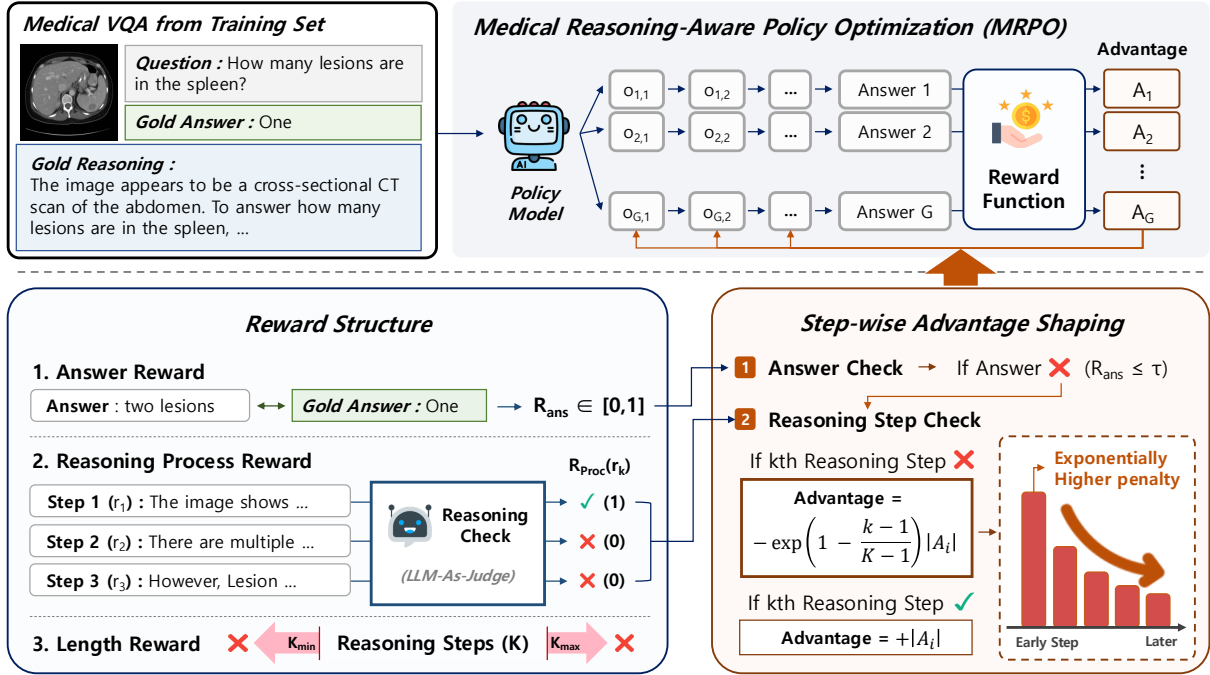 Medical VQA from Training Set
Question : How many lesions are
in the spleen?
Gold Answer : One
Gold Reasoning :
The image appears to be a cross-sectional CT
scan of the abdomen. To answer how many
lesions are in the spleen, ...
Medical Reasoning-Aware Policy Optimization (MRPO)
Advantage
AI
Policy
Model
o1,1
o1,2
...
Answer 1
A1
o2,1
o2,2
...
Answer 2
A2
⋮
oG,1
oG,2
...
Answer G
AG
$
Reward
Function
Reward Structure
1. Answer Reward
Answer : two lesions
Gold Answer : One
Rans ∈ [0,1]
2. Reasoning Process Reward
RProc(rk)
Step 1 (r1) : The image shows ...
Step 2 (r2) : There are multiple ...
Step 3 (r3) : However, Lesion ...
Reasoning
Check
(LLM-As-Judge)
✓ (1)
✗ (0)
✗ (0)
3. Length Reward
✗ Kmin Reasoning Steps (K) Kmax ✗
Step-wise Advantage Shaping
1 Answer Check → If Answer ✗ (Rans ≤ τ)
2 Reasoning Step Check
If kth Reasoning Step ✗
Advantage =
− exp(1 − (k − 1)/(K − 1)) |Ai|
If kth Reasoning Step ✓
Advantage = +|Ai|
Exponentially
Higher penalty
Early Step
Later